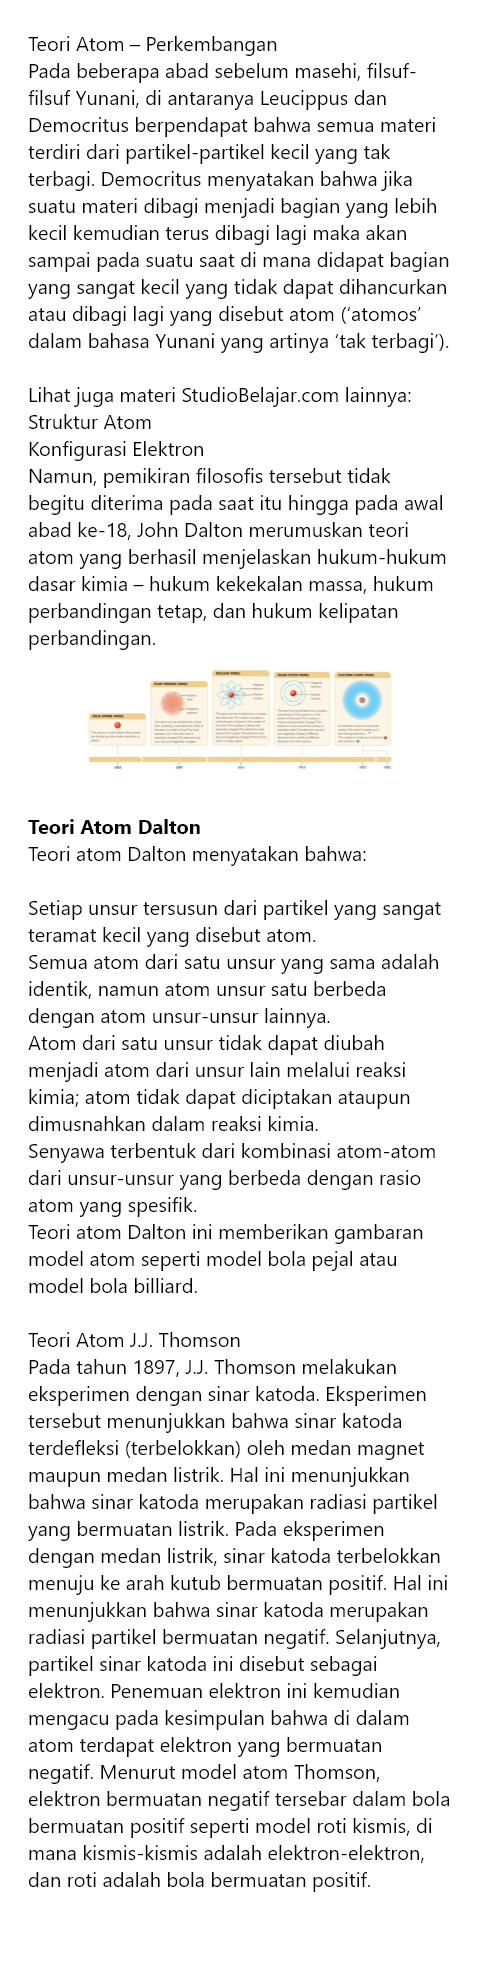 Teori Atom – Perkembangan
Pada beberapa abad sebelum masehi, filsuf-
filsuf Yunani, di antaranya Leucippus dan
Democritus berpendapat bahwa semua materi
terdiri dari partikel-partikel kecil yang tak
terbagi. Democritus menyatakan bahwa jika
suatu materi dibagi menjadi bagian yang lebih
kecil kemudian terus dibagi lagi maka akan
sampai pada suatu saat di mana didapat bagian
yang sangat kecil yang tidak dapat dihancurkan
atau dibagi lagi yang disebut atom (‘atomos’
dalam bahasa Yunani yang artinya ‘tak terbagi’).
Lihat juga materi StudioBelajar.com lainnya:
Struktur Atom
Konfigurasi Elektron
Namun, pemikiran filosofis tersebut tidak
begitu diterima pada saat itu hingga pada awal
abad ke-18, John Dalton merumuskan teori
atom yang berhasil menjelaskan hukum-hukum
dasar kimia – hukum kekekalan massa, hukum
perbandingan tetap, dan hukum kelipatan
perbandingan.
SOLID SPHERE MODEL
PLUM PUDDING MODEL
NUCLEAR MODEL
SOLAR SYSTEM MODEL
ELECTRON CLOUD MODEL
Teori Atom Dalton
Teori atom Dalton menyatakan bahwa:
Setiap unsur tersusun dari partikel yang sangat
teramat kecil yang disebut atom.
Semua atom dari satu unsur yang sama adalah
identik, namun atom unsur satu berbeda
dengan atom unsur-unsur lainnya.
Atom dari satu unsur tidak dapat diubah
menjadi atom dari unsur lain melalui reaksi
kimia; atom tidak dapat diciptakan ataupun
dimusnahkan dalam reaksi kimia.
Senyawa terbentuk dari kombinasi atom-atom
dari unsur-unsur yang berbeda dengan rasio
atom yang spesifik.
Teori atom Dalton ini memberikan gambaran
model atom seperti model bola pejal atau
model bola billiard.
Teori Atom J.J. Thomson
Pada tahun 1897, J.J. Thomson melakukan
eksperimen dengan sinar katoda. Eksperimen
tersebut menunjukkan bahwa sinar katoda
terdefleksi (terbelokkan) oleh medan magnet
maupun medan listrik. Hal ini menunjukkan
bahwa sinar katoda merupakan radiasi partikel
yang bermuatan listrik. Pada eksperimen
dengan medan listrik, sinar katoda terbelokkan
menuju ke arah kutub bermuatan positif. Hal ini
menunjukkan bahwa sinar katoda merupakan
radiasi partikel bermuatan negatif. Selanjutnya,
partikel sinar katoda ini disebut sebagai
elektron. Penemuan elektron ini kemudian
mengacu pada kesimpulan bahwa di dalam
atom terdapat elektron yang bermuatan
negatif. Menurut model atom Thomson,
elektron bermuatan negatif tersebar dalam bola
bermuatan positif seperti model roti kismis, di
mana kismis-kismis adalah elektron-elektron,
dan roti adalah bola bermuatan positif.